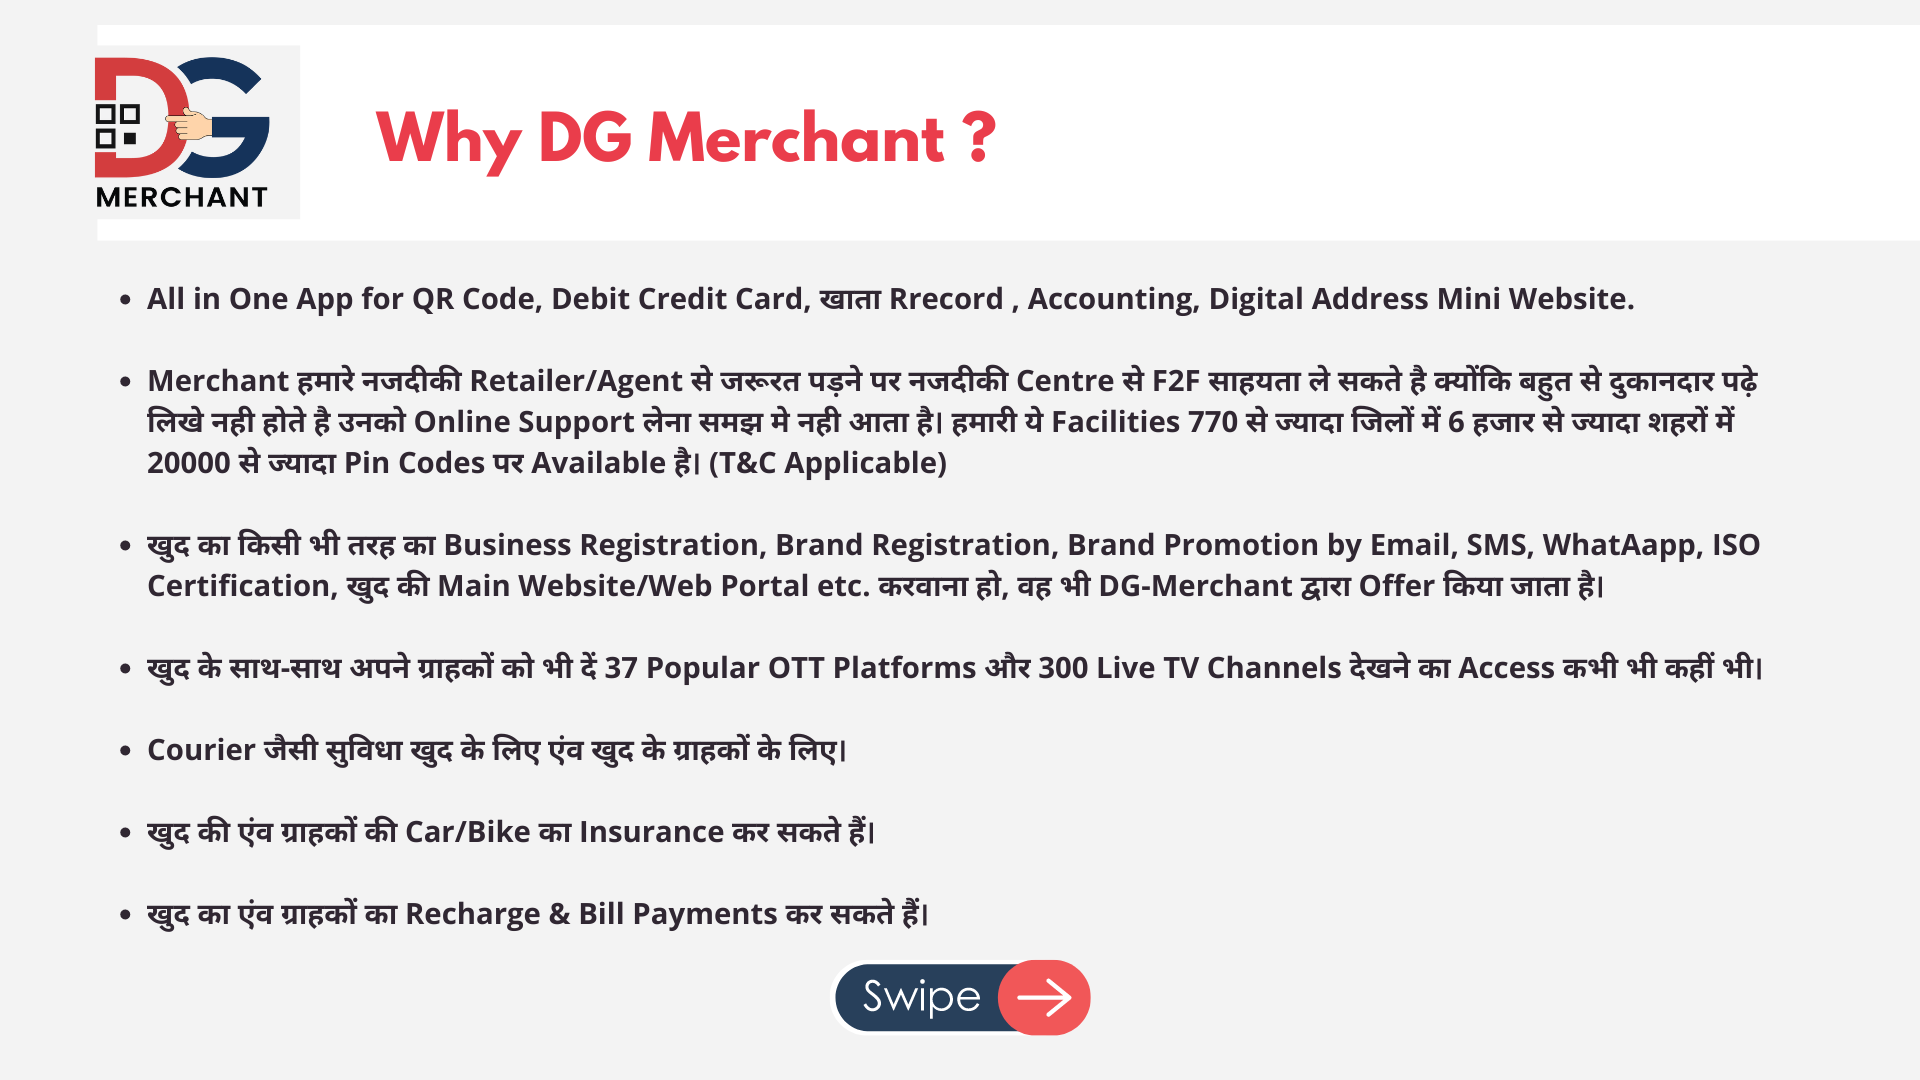 DG
MERCHANT
Why DG Merchant ?
• All in One App for QR Code, Debit Credit Card, खाता Rrecord , Accounting, Digital Address Mini Website.
• Merchant हमारे नजदीकी Retailer/Agent से जरूरत पड़ने पर नजदीकी Centre से F2F साहयता ले सकते है क्योंकि बहुत से दुकानदार पढ़े
लिखे नही होते है उनको Online Support लेना समझ मे नही आता है। हमारी ये Facilities 770 से ज्यादा जिलों में 6 हजार से ज्यादा शहरों में
20000 से ज्यादा Pin Codes पर Available है। (T&C Applicable)
• खुद का किसी भी तरह का Business Registration, Brand Registration, Brand Promotion by Email, SMS, WhatAapp, ISO
Certification, खुद की Main Website/Web Portal etc. करवाना हो, वह भी DG-Merchant द्वारा Offer किया जाता है।
• खुद के साथ-साथ अपने ग्राहकों को भी दें 37 Popular OTT Platforms और 300 Live TV Channels देखने का Access कभी भी कहीं भी।
• Courier जैसी सुविधा खुद के लिए एंव खुद के ग्राहकों के लिए।
• खुद की एंव ग्राहकों की Car/Bike का Insurance कर सकते हैं।
• खुद का एंव ग्राहकों का Recharge & Bill Payments कर सकते हैं।
Swipe